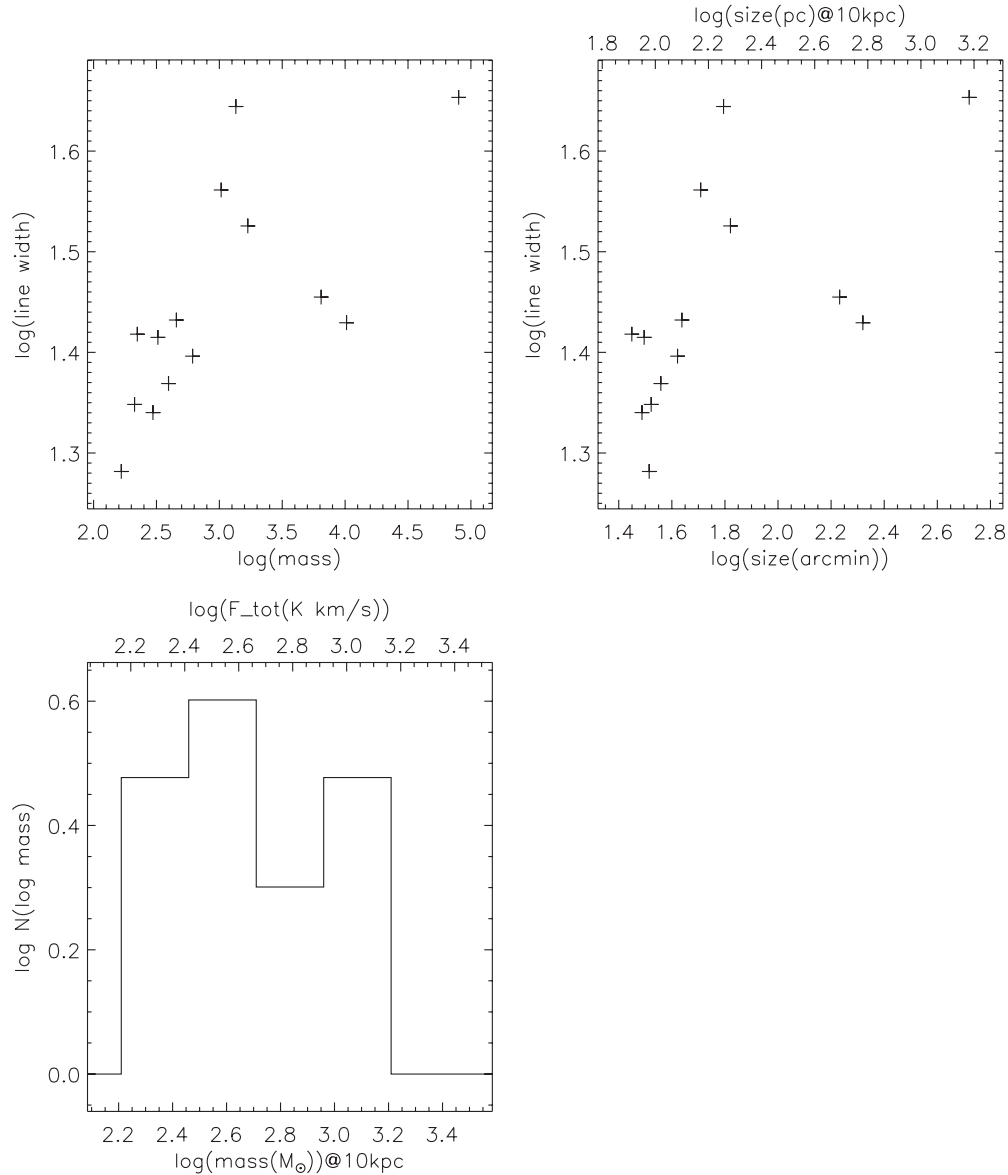 log(size(pc)@10kpc)
1.8 2.0 2.2 2.4 2.6 2.8 3.0 3.2
1.6
1.5
1.4
1.3
log(line width)
2.0 2.5 3.0 3.5 4.0 4.5 5.0
log(mass)
1.6
1.5
1.4
1.3
log(line width)
1.4 1.6 1.8 2.0 2.2 2.4 2.6 2.8
log(size(arcmin))
log(F_tot(K km/s))
2.2 2.4 2.6 2.8 3.0 3.2 3.4
0.6
0.4
0.2
0.0
log N(log mass)
2.2 2.4 2.6 2.8 3.0 3.2 3.4
log(mass(M☉))@10kpc